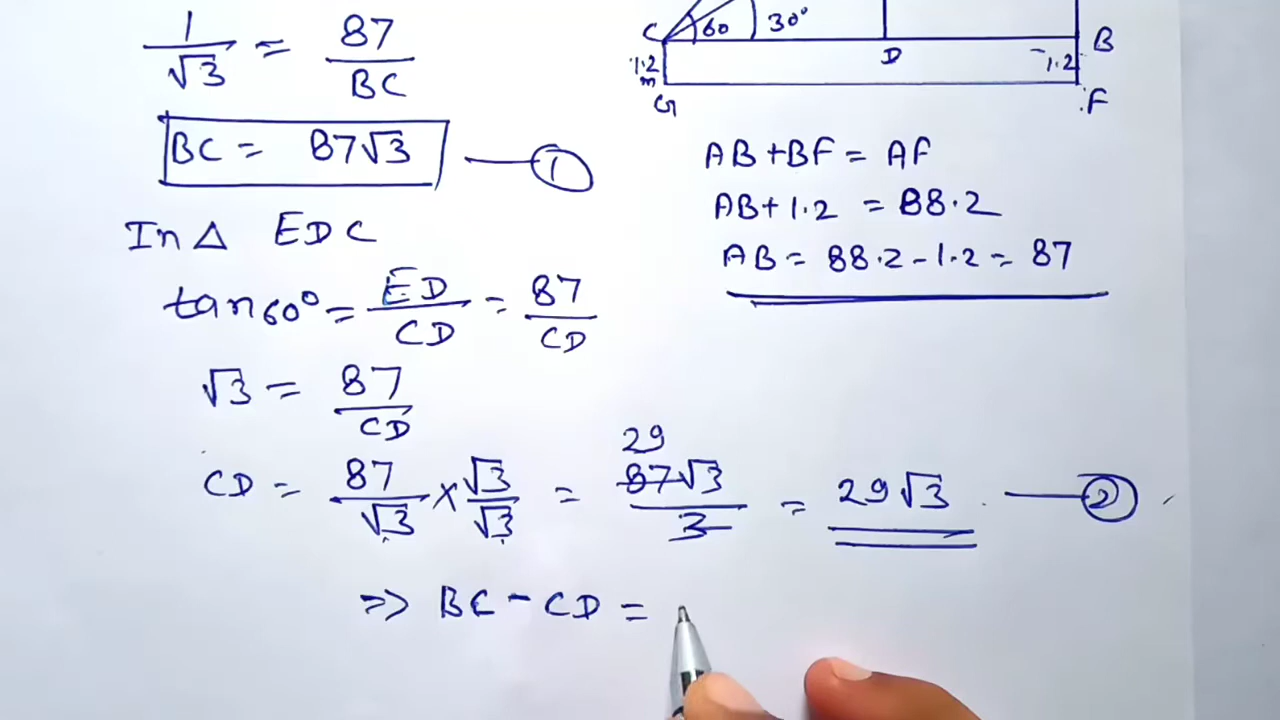 1/√3 = 87/BC
BC = 87√3 — ①
In △ EDC
tan 60° = ED/CD = 87/CD
√3 = 87/CD
CD = 87/√3 × √3/√3 = 29 87√3/3 = 29√3 — ②
⇒ BC - CD =
C 60 30° D B
1.2 m 1.2
G F
AB + BF = AF
AB + 1.2 = 88.2
AB = 88.2 - 1.2 = 87